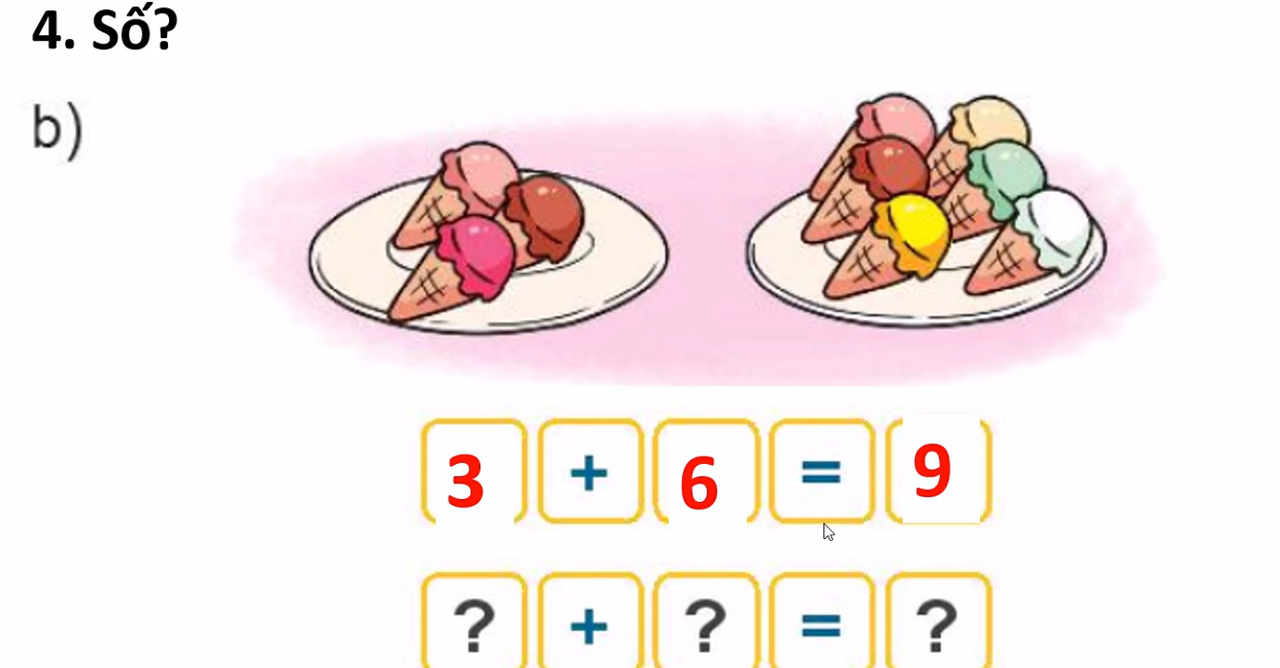 4. Số?
b)
3 + 6 = 9
? + ? = ?